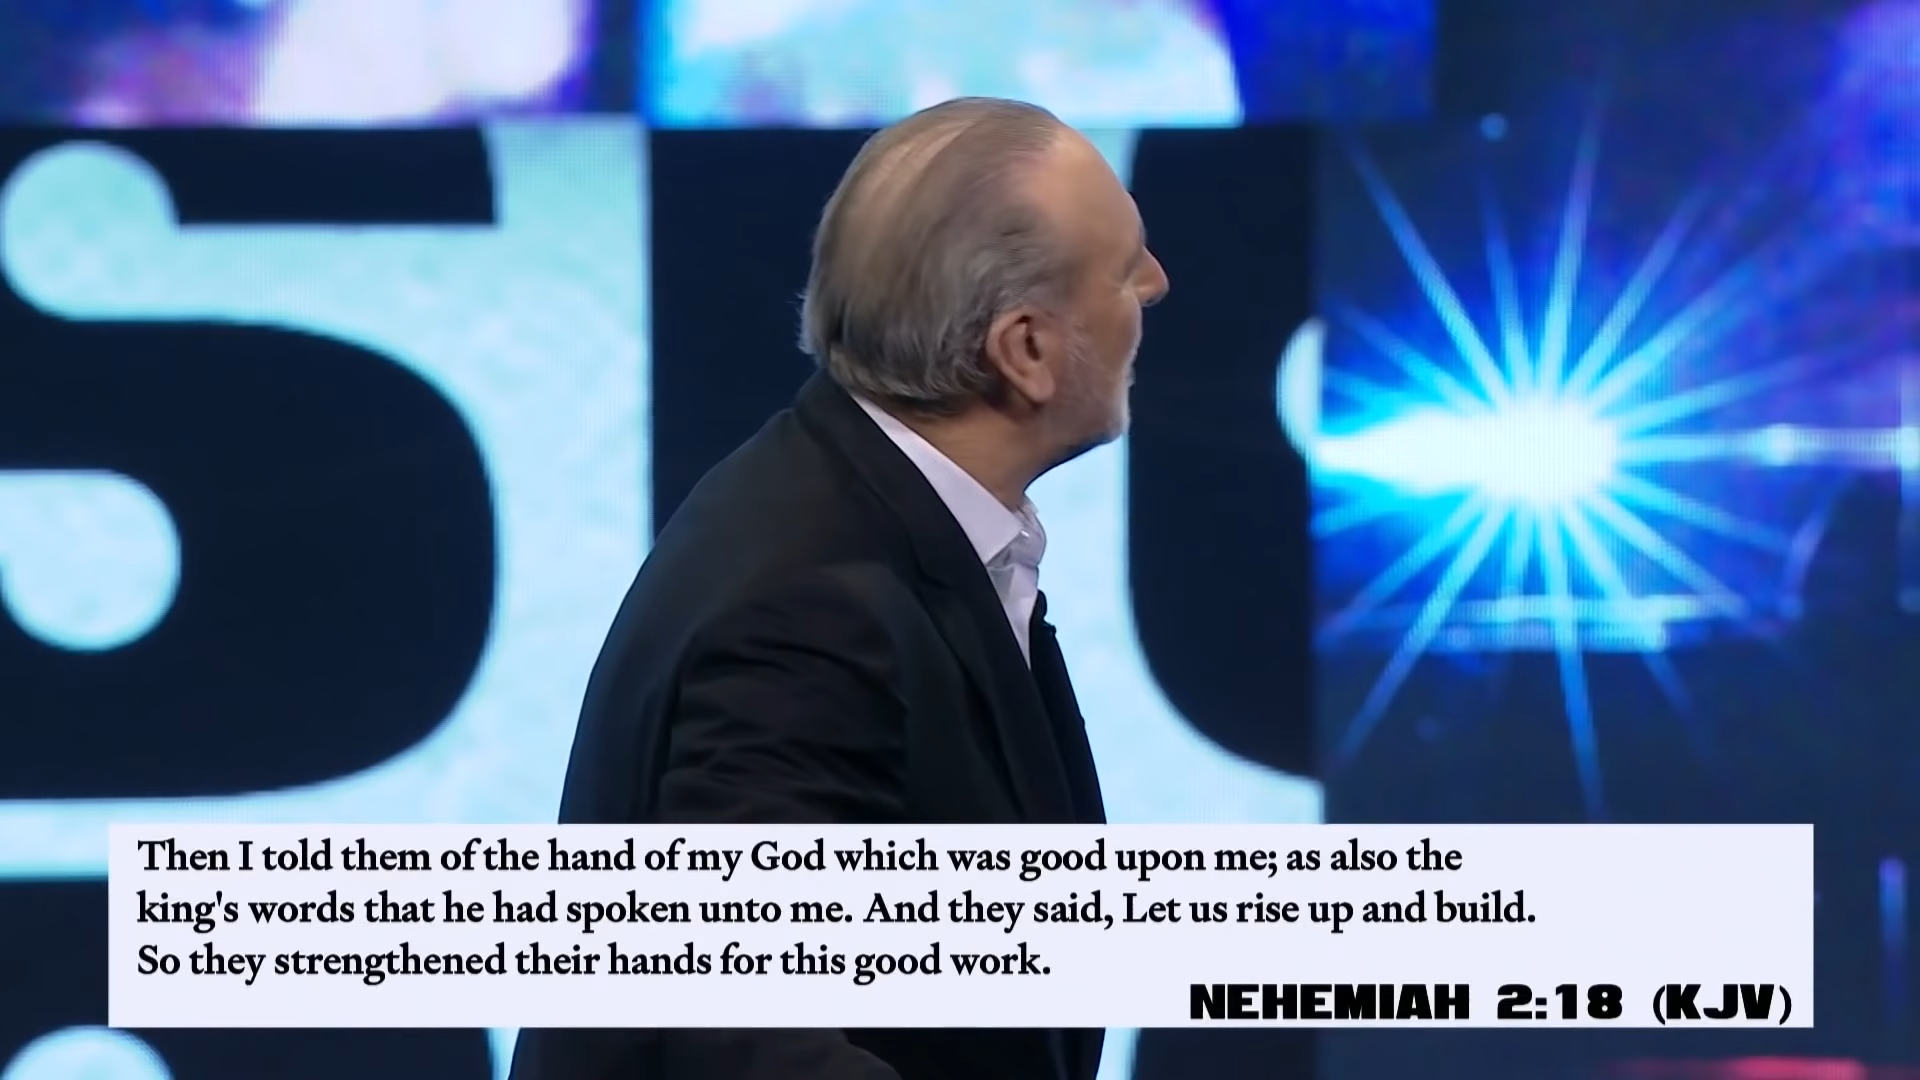 Then I told them of the hand of my God which was good upon me; as also the
king's words that he had spoken unto me. And they said, Let us rise up and build.
So they strengthened their hands for this good work.
NEHEMIAH 2:18 (KJV)